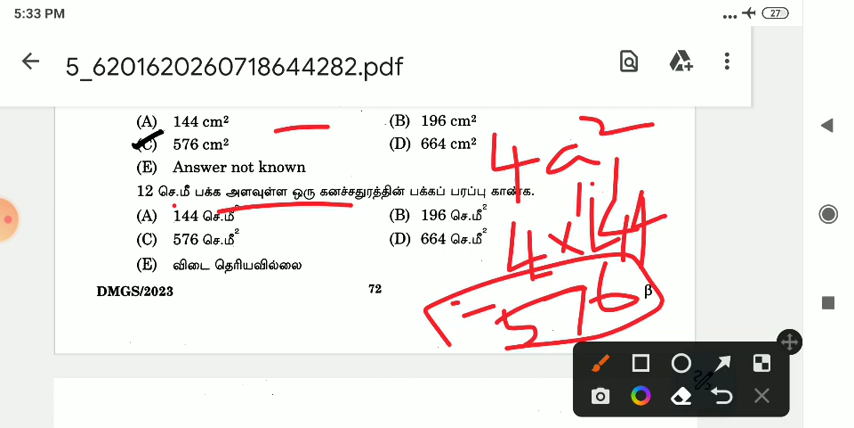 5:33 PM
27
5_6201620260718644282.pdf
(A) 144 cm² (B) 196 cm²
(C) 576 cm² (D) 664 cm²
(E) Answer not known
12 செ.மீ பக்க அளவுள்ள ஒரு கனச்சதுரத்தின் பக்கப் பரப்பு காண்க.
(A) 144 செ.மீ² (B) 196 செ.மீ²
(C) 576 செ.மீ² (D) 664 செ.மீ²
(E) விடை தெரியவில்லை
DMGS/2023 72 β
4a²
4 × 144
= 576